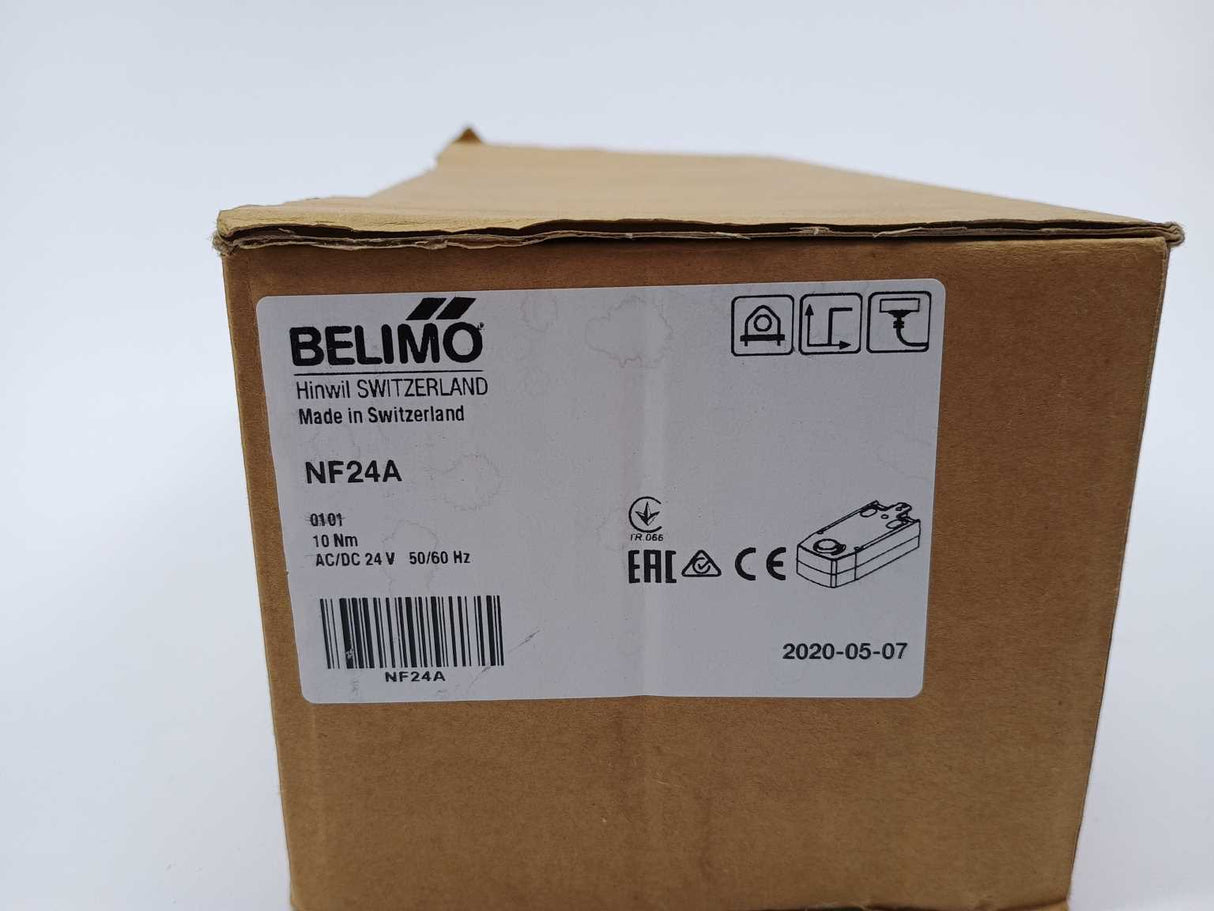 BELIMO
Hinwil SWITZERLAND
Made in Switzerland
NF24A
0101
10 Nm
AC/DC 24 V 50/60 Hz
NF24A
TR.066
EAC CE
2020-05-07